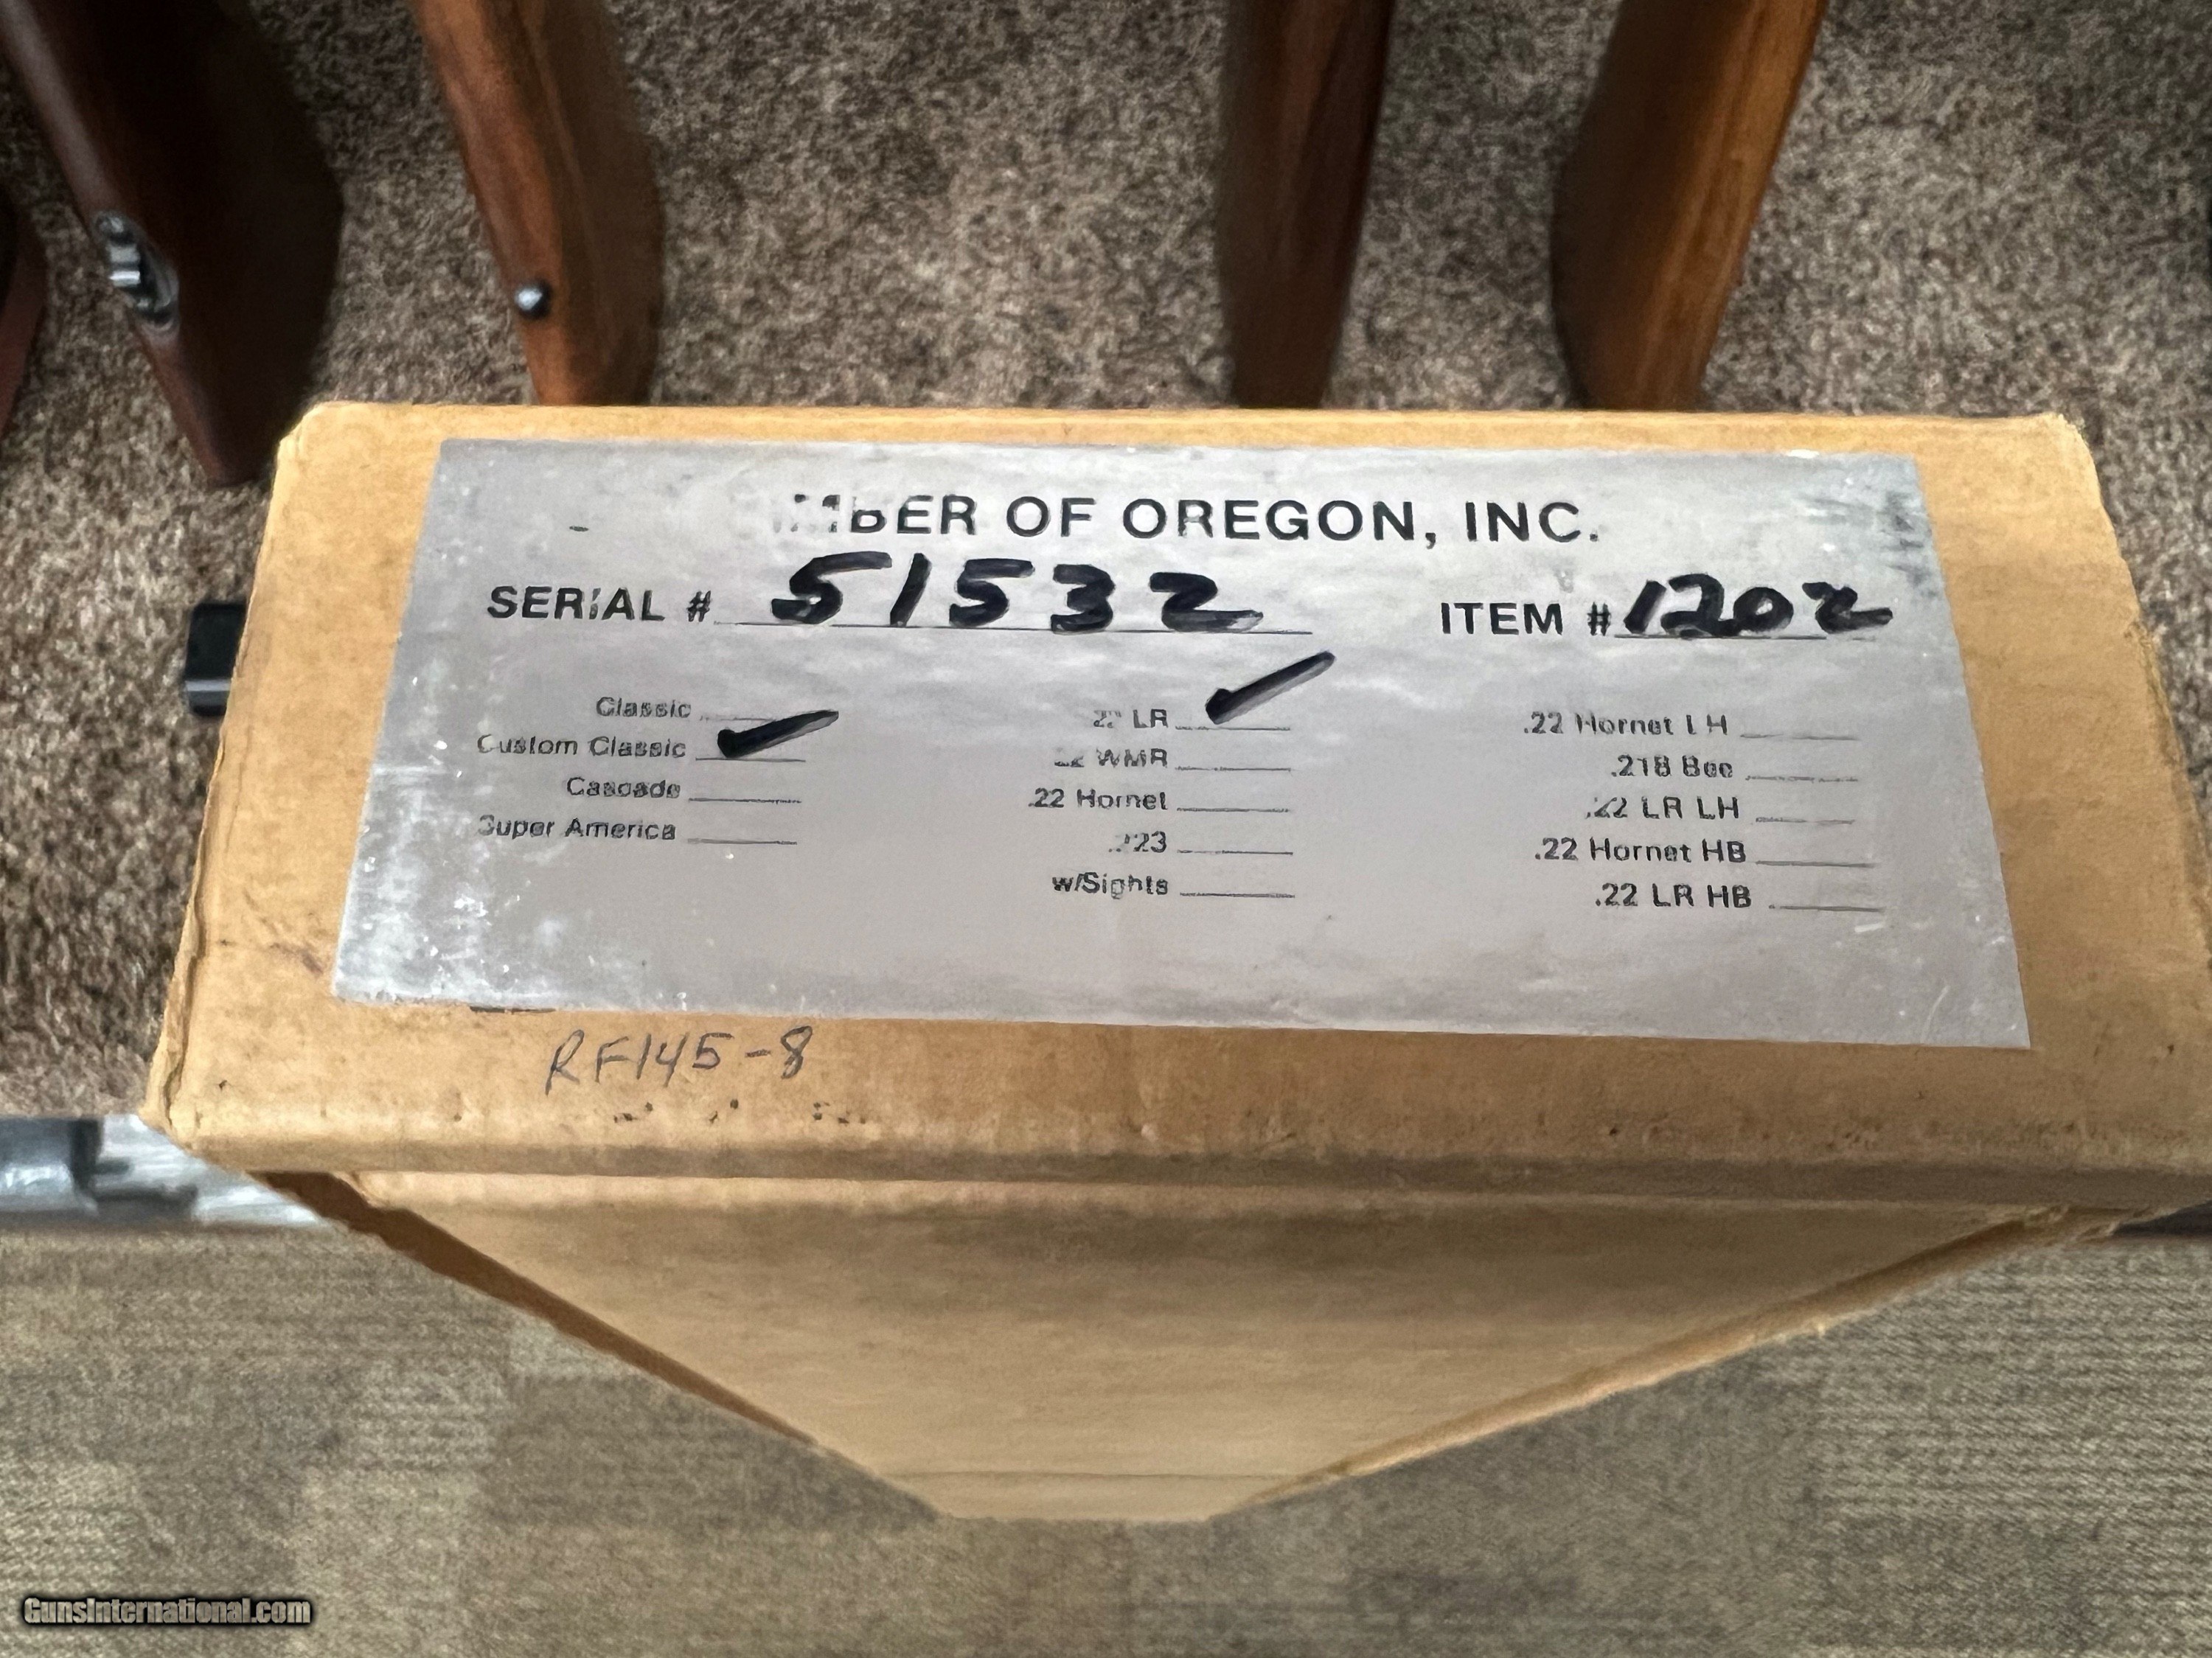 MBER OF OREGON, INC.
SERIAL # 51532 ITEM # 1202
Classic
Custom Classic ✓
Cascade
Super America
22 LR ✓
22 WMR
.22 Hornet
.223
w/Sights
.22 Hornet LH
.218 Bee
.22 LR LH
.22 Hornet HB
.22 LR HB
RF145-8
GunsInternational.com